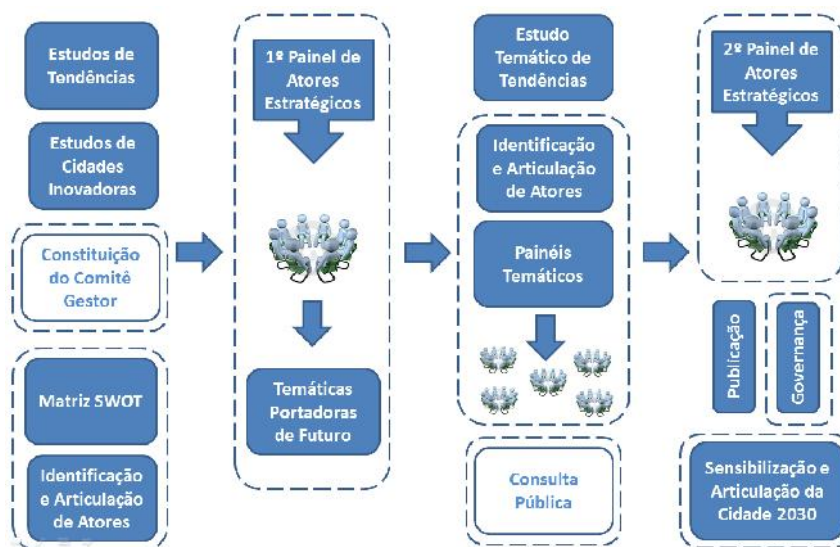 Estudos de
Tendências
Estudos de
Cidades
Inovadoras
Constituição
do Comitê
Gestor
Matriz SWOT
Identificação
e Articulação
de Atores
1º Painel de
Atores
Estratégicos
Temáticas
Portadoras
de Futuro
Estudo
Temático de
Tendências
Identificação
e Articulação
de Atores
Painéis
Temáticos
Consulta
Pública
2º Painel de
Atores
Estratégicos
Publicação
Governança
Sensibilização e
Articulação da
Cidade 2030